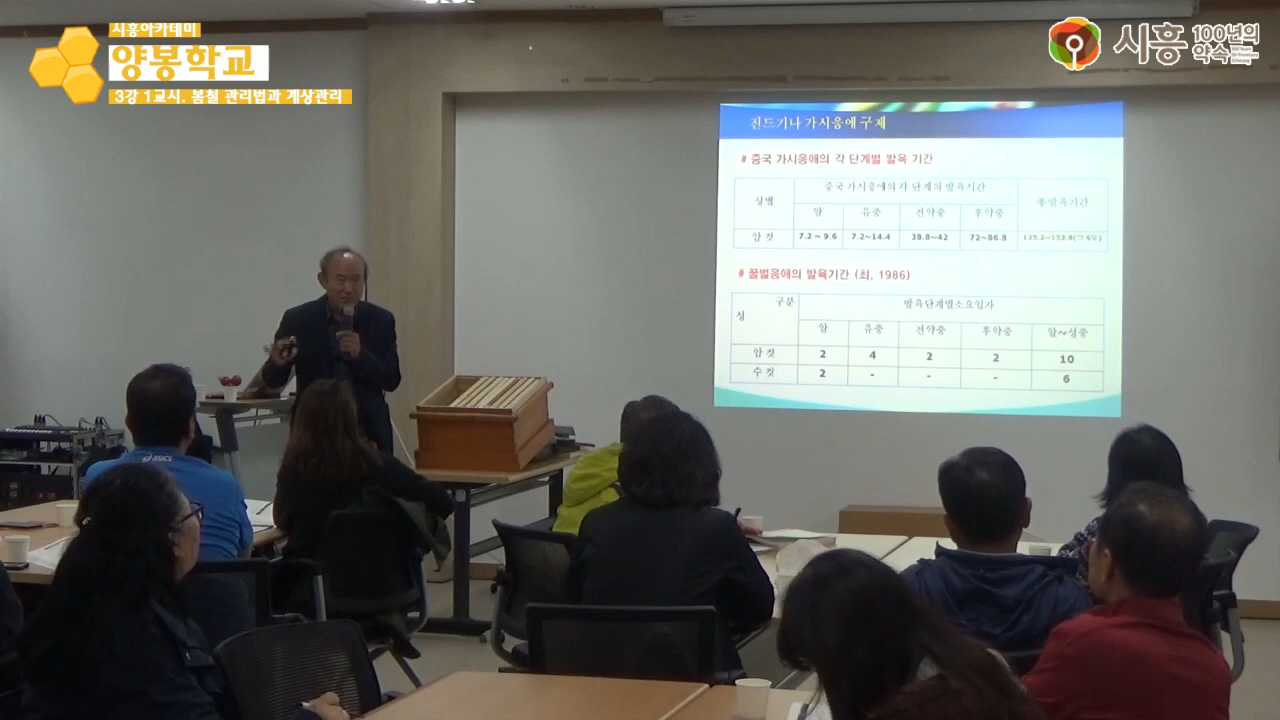 시흥아카데미
양봉학교
3강 1교시. 봄철 관리법과 계상관리
시흥 100년의 약속
진드기나 가시응에 구제
# 중국 가시응애의 각 단계별 발육 기간
성별 중국 가시응애의 각 단계의 발육시간 총 발육기간
알 유충 전약충 후약충
암컷 7.2 ~ 9.6 7.2~14.4 38.8~42 72~86.8
# 꿀벌응애의 발육기간 (최, 1986)
구분 발육단계별소요일사
성
알 유충 전약충 후약충 알~성충
암컷 2 4 2 2 10
수컷 2 - - - 6
asics